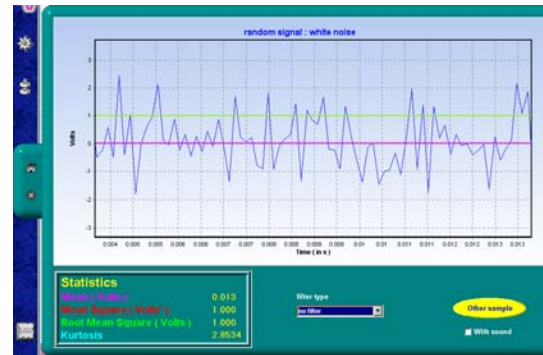 random signal : white noise
3
2
1
0
-1
-2
-3
Volts
0.004 0.005 0.005 0.006 0.006 0.007 0.007 0.008 0.008 0.009 0.009 0.01 0.01 0.011 0.011 0.012 0.012 0.013 0.013
Time ( in s )
Statistics
Mean ( Volts ) 0.013
Mean Square ( Volts² ) 1.000
Root Mean Square ( Volts ) 1.000
Kurtosis 2.8534
filter type
no filter
Other sample
With sound